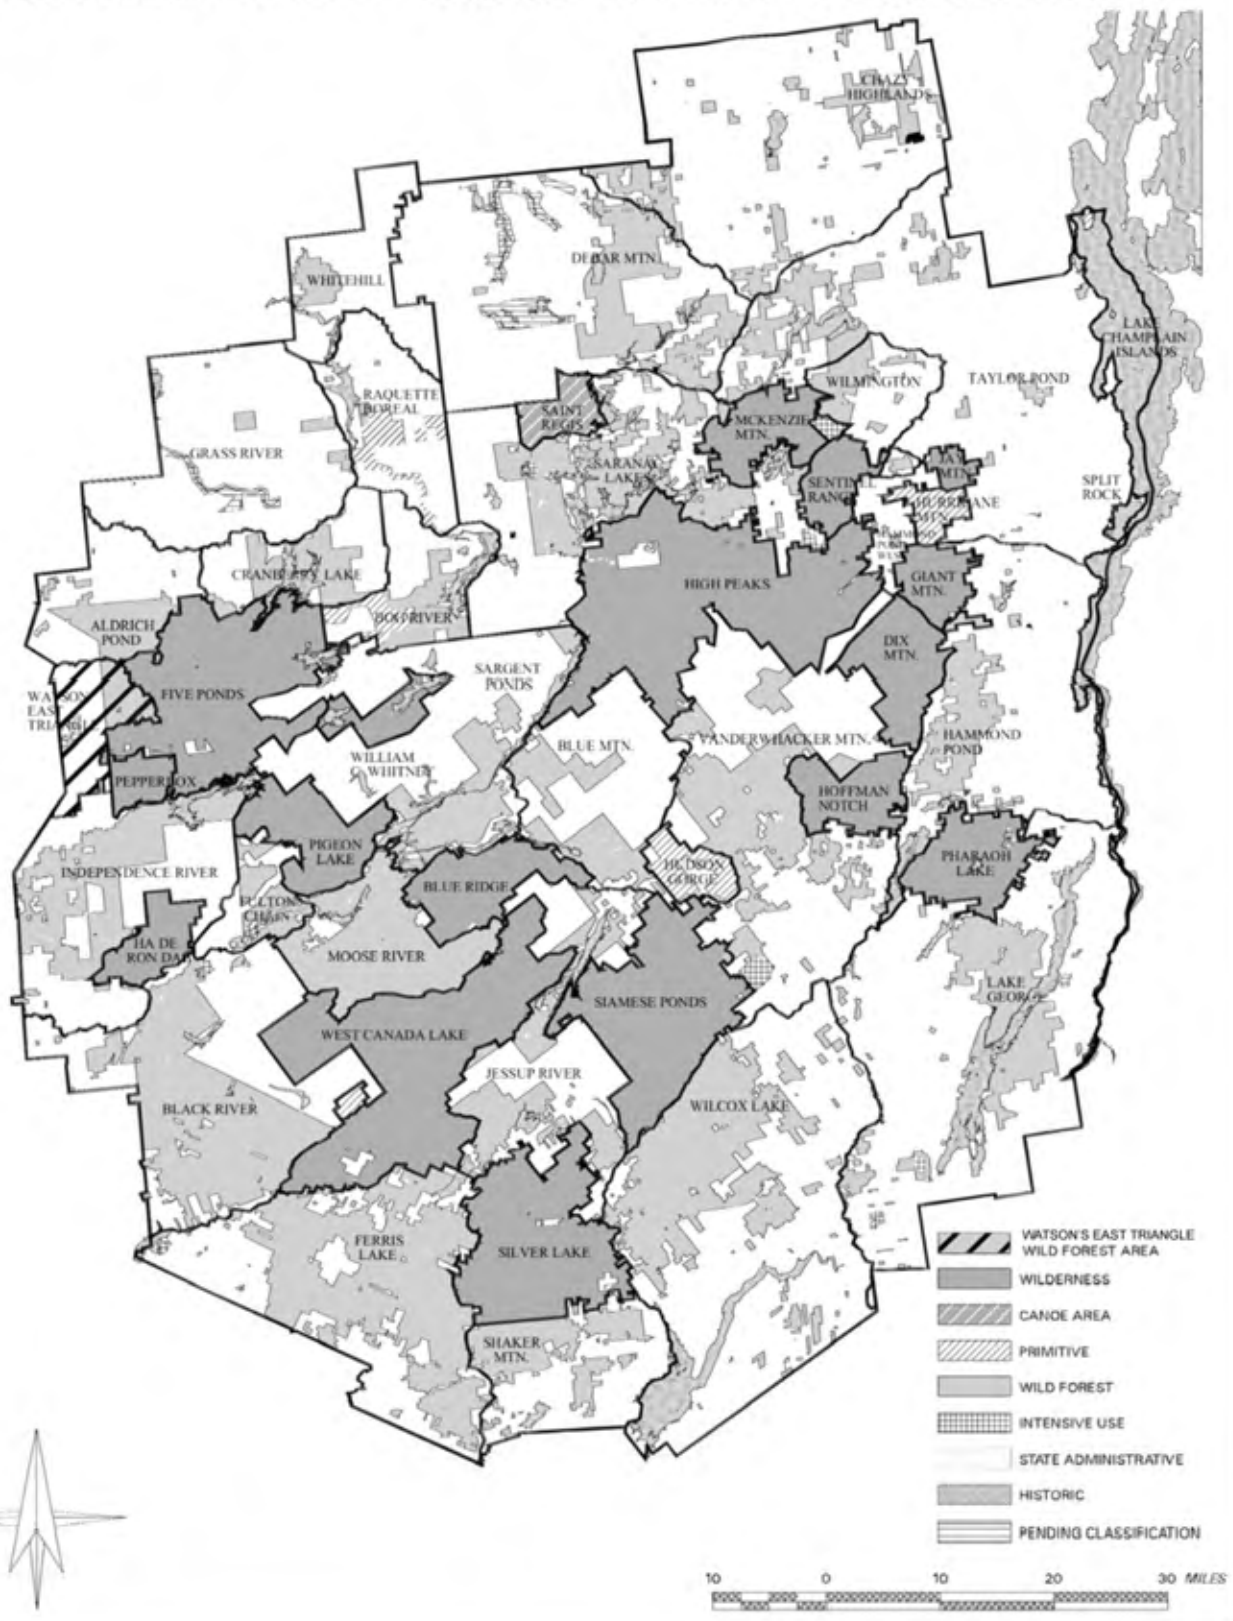 CHAZY
HIGHLANDS
DEBAR MTN.
WHITEHILL
LAKE
CHAMPLAIN
ISLANDS
RAQUETTE
BOREAL
SAINT
REGIS
WILMINGTON
TAYLOR POND
MCKENZIE
MTN.
GRASS RIVER
SARANAC
LAKES
SENTINEL
RANGE
JAY
MTN.
SPLIT
ROCK
HURRICANE
MTN.
CRANBERRY LAKE
HIGH PEAKS
GIANT
MTN.
ALDRICH
POND
BOG RIVER
DIX
MTN.
WATSON
EAST
TRIANGL
FIVE PONDS
SARGENT
PONDS
WILLIAM
C. WHITNEY
BLUE MTN.
VANDERWHACKER MTN.
HAMMOND
POND
PEPPERBOX
HOFFMAN
NOTCH
PIGEON
LAKE
PHARAOH
LAKE
INDEPENDENCE RIVER
HUDSON
GORGE
BLUE RIDGE
FULTON
CHAIN
HA DE
RON DAH
MOOSE RIVER
LAKE
GEORGE
SIAMESE PONDS
WEST CANADA LAKE
JESSUP RIVER
BLACK RIVER
WILCOX LAKE
FERRIS
LAKE
SILVER LAKE
SHAKER
MTN.
WATSON'S EAST TRIANGLE
WILD FOREST AREA
WILDERNESS
CANOE AREA
PRIMITIVE
WILD FOREST
INTENSIVE USE
STATE ADMINISTRATIVE
HISTORIC
PENDING CLASSIFICATION
10 0 10 20 30 MILES